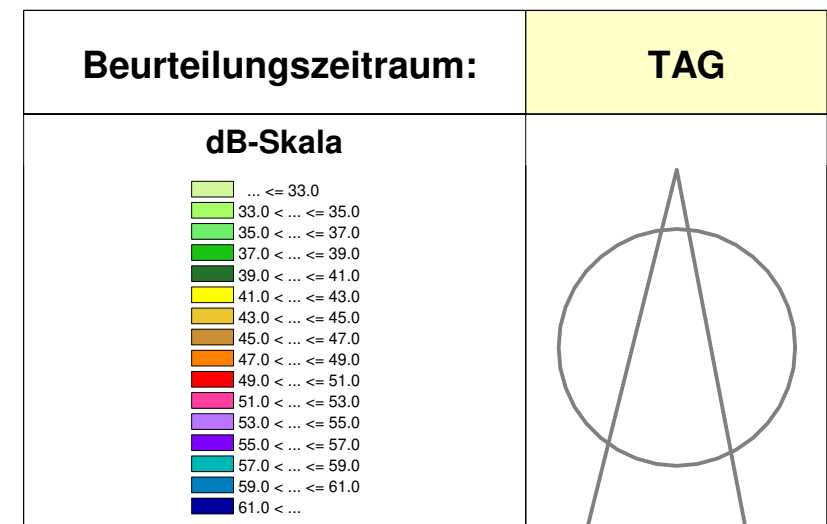 Beurteilungszeitraum: TAG
dB-Skala
... <= 33.0
33.0 < ... <= 35.0
35.0 < ... <= 37.0
37.0 < ... <= 39.0
39.0 < ... <= 41.0
41.0 < ... <= 43.0
43.0 < ... <= 45.0
45.0 < ... <= 47.0
47.0 < ... <= 49.0
49.0 < ... <= 51.0
51.0 < ... <= 53.0
53.0 < ... <= 55.0
55.0 < ... <= 57.0
57.0 < ... <= 59.0
59.0 < ... <= 61.0
61.0 < ...